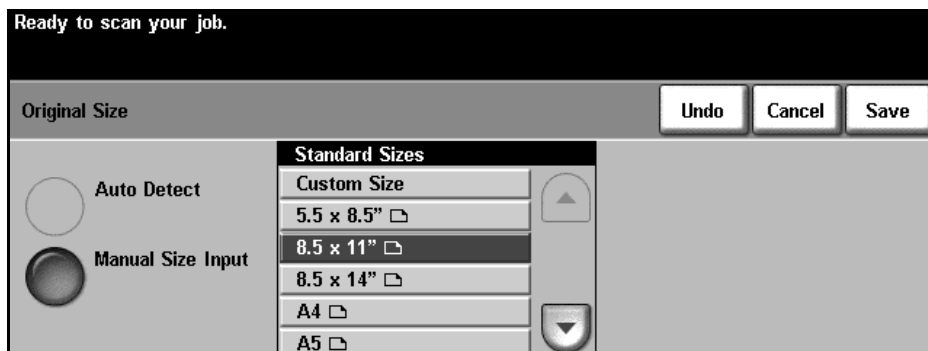 Ready to scan your job.
Original Size
Undo
Cancel
Save
Auto Detect
Manual Size Input
Standard Sizes
Custom Size
5.5 x 8.5”
8.5 x 11”
8.5 x 14”
A4
A5